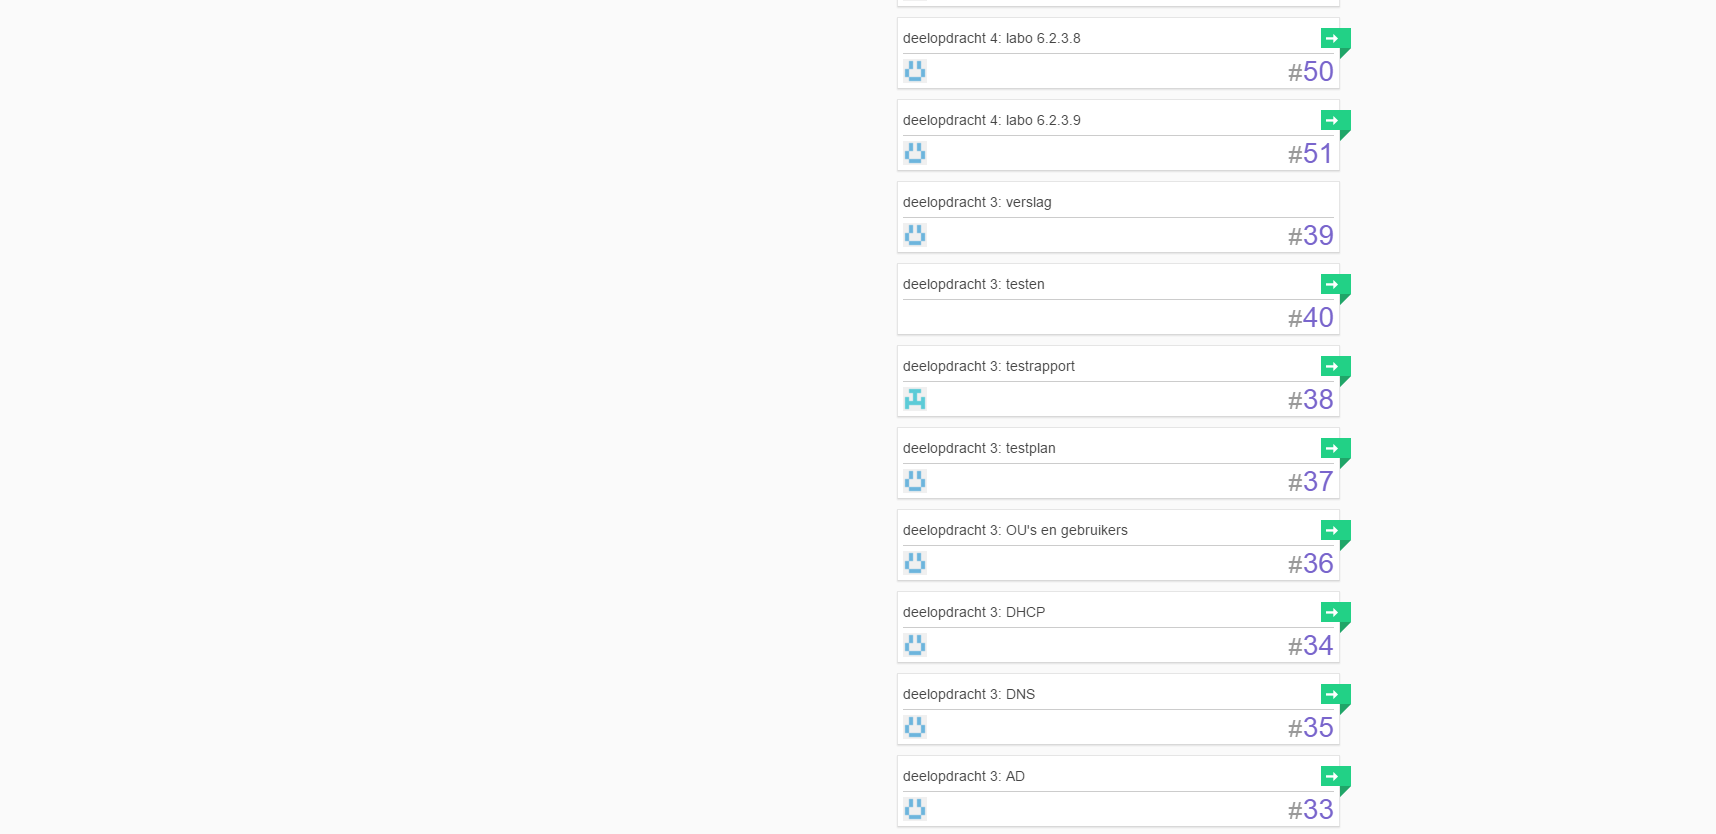 deelopdracht 4: labo 6.2.3.8
#50
deelopdracht 4: labo 6.2.3.9
#51
deelopdracht 3: verslag
#39
deelopdracht 3: testen
#40
deelopdracht 3: testrapport
#38
deelopdracht 3: testplan
#37
deelopdracht 3: OU's en gebruikers
#36
deelopdracht 3: DHCP
#34
deelopdracht 3: DNS
#35
deelopdracht 3: AD
#33